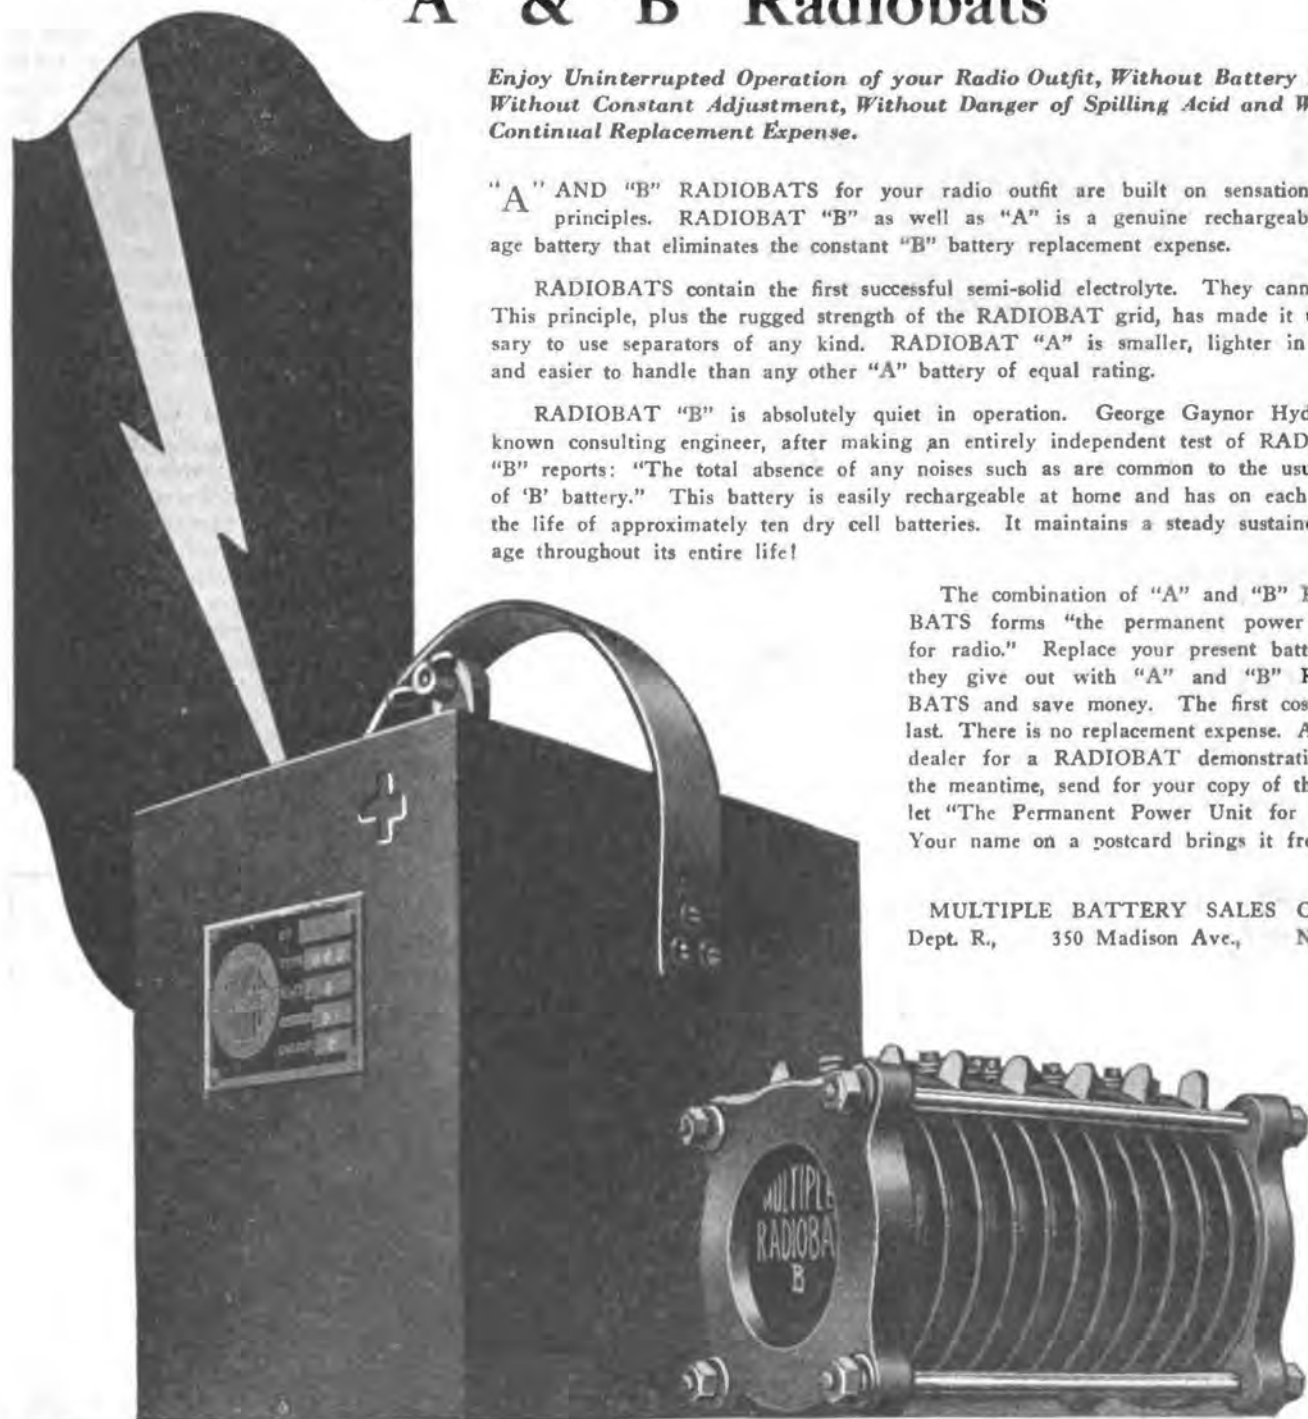 "A" & "B" Radiobats
Enjoy Uninterrupted Operation of your Radio Outfit, Without Battery
Without Constant Adjustment, Without Danger of Spilling Acid and W
Continual Replacement Expense.
"A" AND "B" RADIOBATS for your radio outfit are built on sensation
principles. RADIOBAT "B" as well as "A" is a genuine rechargeab
age battery that eliminates the constant "B" battery replacement expense.
RADIOBATS contain the first successful semi-solid electrolyte. They cann
This principle, plus the rugged strength of the RADIOBAT grid, has made it
sary to use separators of any kind. RADIOBAT "A" is smaller, lighter in
and easier to handle than any other "A" battery of equal rating.
RADIOBAT "B" is absolutely quiet in operation. George Gaynor Hyd
known consulting engineer, after making an entirely independent test of RAD
"B" reports: "The total absence of any noises such as are common to the usu
of 'B' battery." This battery is easily rechargeable at home and has on each
the life of approximately ten dry cell batteries. It maintains a steady sustaine
age throughout its entire life!
The combination of "A" and "B" R
BATS forms "the permanent power
for radio." Replace your present batt
they give out with "A" and "B" R
BATS and save money. The first cos
last. There is no replacement expense. A
dealer for a RADIOBAT demonstrati
the meantime, send for your copy of th
let "The Permanent Power Unit for
Your name on a postcard brings it fre
MULTIPLE BATTERY SALES C
Dept. R., 350 Madison Ave., N
MULTIPLE
RADIOBA
B